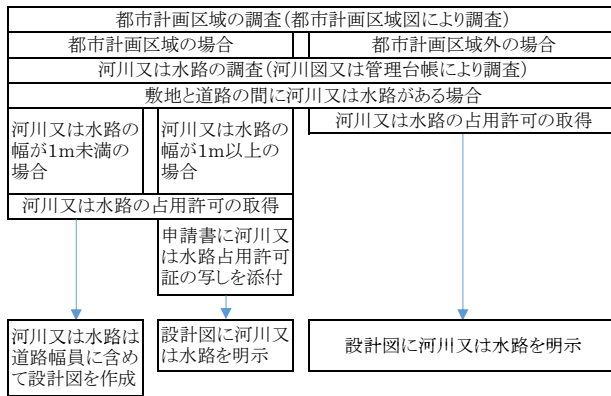 都市計画区域の調査(都市計画区域図により調査)
都市計画区域の場合
都市計画区域外の場合
河川又は水路の調査(河川図又は管理台帳により調査)
敷地と道路の間に河川又は水路がある場合
河川又は水路の
幅が1m未満の
場合
河川又は水路の
幅が1m以上の
場合
河川又は水路の占用許可の取得
河川又は水路の占用許可の取得
申請書に河川又
は水路占用許可
証の写しを添付
河川又は水路は
道路幅員に含め
て設計図を作成
設計図に河川又
は水路を明示
設計図に河川又は水路を明示